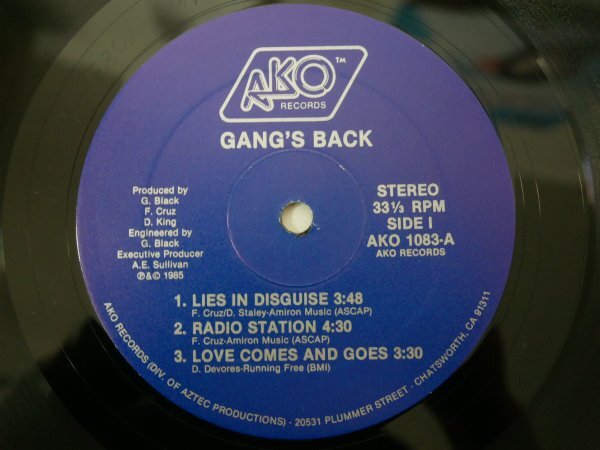 AKO™
RECORDS
GANG'S BACK
Produced by
G. Black
F. Cruz
D. King
Engineered by
G. Black
Executive Producer
A.E. Sullivan
℗&© 1985
STEREO
33⅓ RPM
SIDE I
AKO 1083-A
AKO RECORDS
1. LIES IN DISGUISE 3:48
F. Cruz/D. Staley-Amiron Music (ASCAP)
2. RADIO STATION 4:30
F. Cruz-Amiron Music (ASCAP)
3. LOVE COMES AND GOES 3:30
D. Devores-Running Free (BMI)
AKO RECORDS (DIV. OF AZTEC PRODUCTIONS) - 20531 PLUMMER STREET - CHATSWORTH, CA 91311